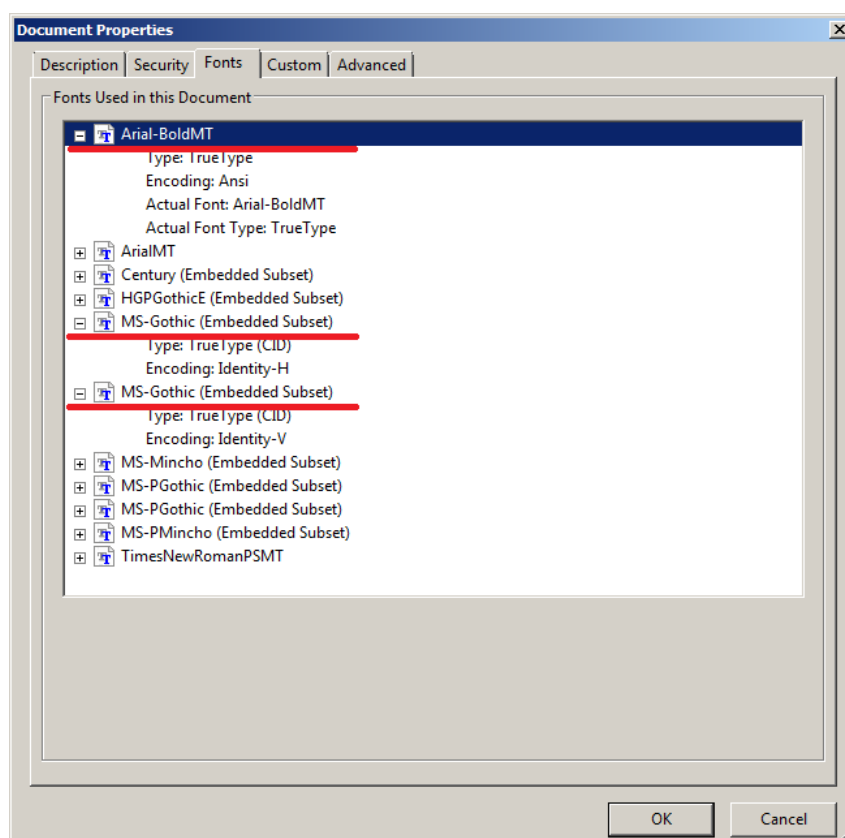 Document Properties
Description Security Fonts Custom Advanced
Fonts Used in this Document
Arial-BoldMT
Type: TrueType
Encoding: Ansi
Actual Font: Arial-BoldMT
Actual Font Type: TrueType
ArialMT
Century (Embedded Subset)
HGPGothicE (Embedded Subset)
MS-Gothic (Embedded Subset)
Type: TrueType (CID)
Encoding: Identity-H
MS-Gothic (Embedded Subset)
Type: TrueType (CID)
Encoding: Identity-V
MS-Mincho (Embedded Subset)
MS-PGothic (Embedded Subset)
MS-PGothic (Embedded Subset)
MS-PMincho (Embedded Subset)
TimesNewRomanPSMT
OK Cancel